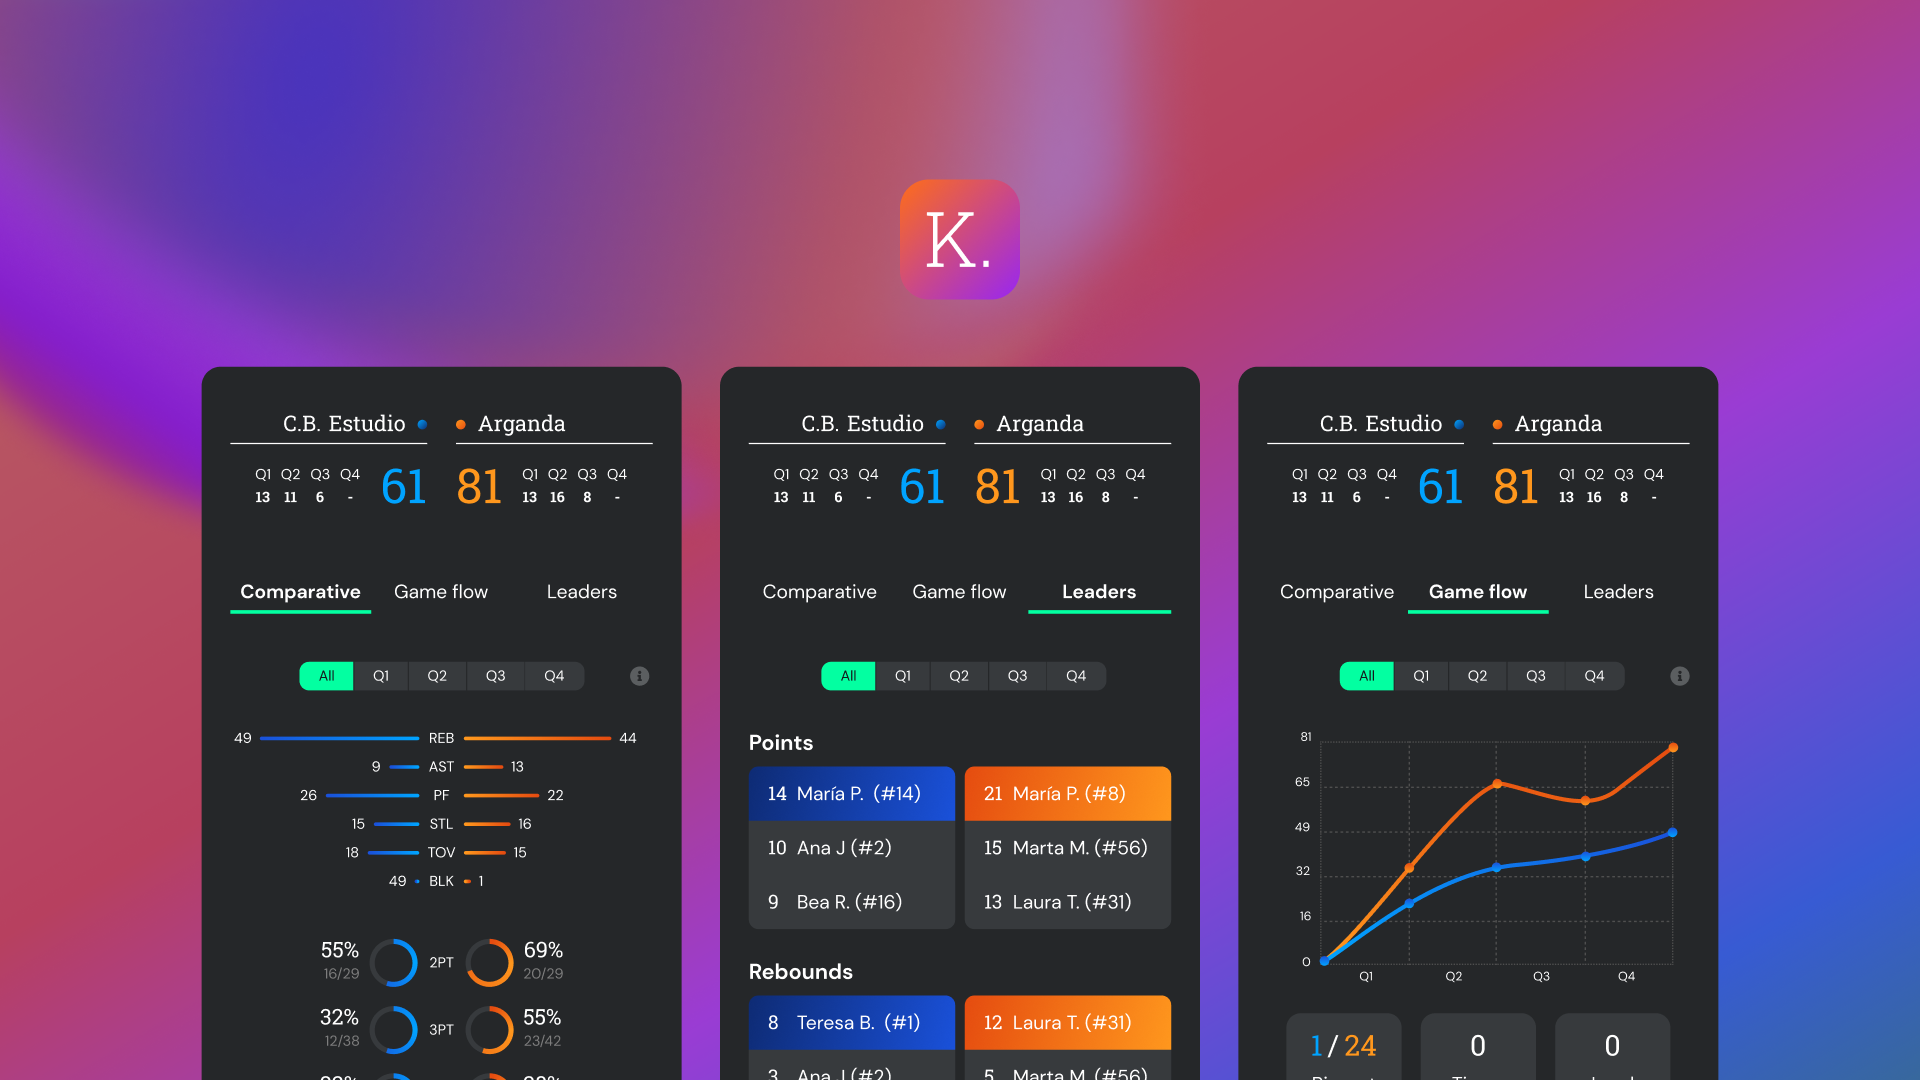 K.
C.B. Estudio Arganda
Q1 Q2 Q3 Q4 61 81 Q1 Q2 Q3 Q4
13 11 6 - 13 16 8 -
Comparative Game flow Leaders
All Q1 Q2 Q3 Q4 i
49 REB 44
9 AST 13
26 PF 22
15 STL 16
18 TOV 15
49 BLK 1
55% 2PT 69%
16/29 20/29
32% 3PT 55%
12/38 23/42
C.B. Estudio Arganda
Q1 Q2 Q3 Q4 61 81 Q1 Q2 Q3 Q4
13 11 6 - 13 16 8 -
Comparative Game flow Leaders
All Q1 Q2 Q3 Q4
Points
14 María P. (#14) 21 María P. (#8)
10 Ana J (#2) 15 Marta M. (#56)
9 Bea R. (#16) 13 Laura T. (#31)
Rebounds
8 Teresa B. (#1) 12 Laura T. (#31)
3 Ana J (#2) 5 Marta M. (#56)
C.B. Estudio Arganda
Q1 Q2 Q3 Q4 61 81 Q1 Q2 Q3 Q4
13 11 6 - 13 16 8 -
Comparative Game flow Leaders
All Q1 Q2 Q3 Q4 i
81
65
49
32
16
0
Q1 Q2 Q3 Q4
1/24 0 0